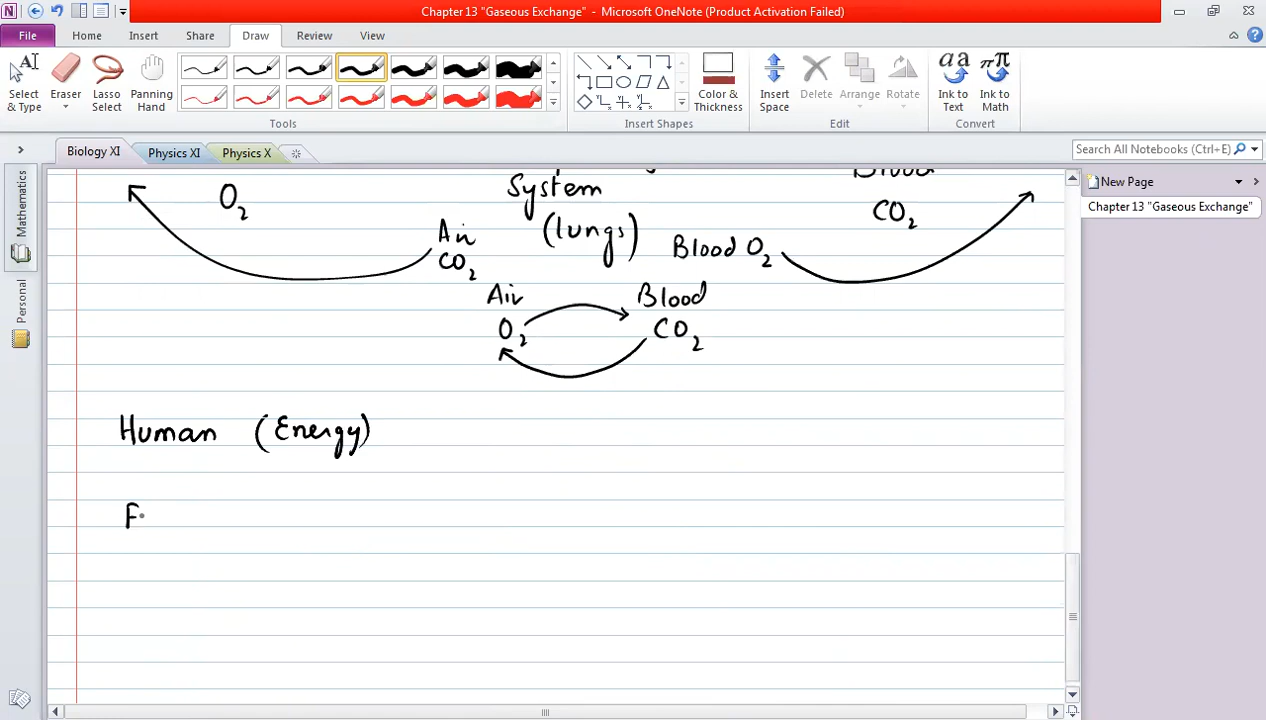 Chapter 13 "Gaseous Exchange" - Microsoft OneNote (Product Activation Failed)
File Home Insert Share Draw Review View
Select & Type
Eraser
Lasso Select
Panning Hand
Color & Thickness
Insert Space
Delete
Arrange
Rotate
Ink to Text
Ink to Math
Tools
Insert Shapes
Edit
Convert
Biology XI Physics XI Physics X
Search All Notebooks (Ctrl+E)
New Page
Chapter 13 "Gaseous Exchange"
Mathematics
Personal
Blood
O₂ System CO₂
(lungs)
Air Blood O₂
CO₂
Air Blood
O₂ CO₂
Human (Energy)
F